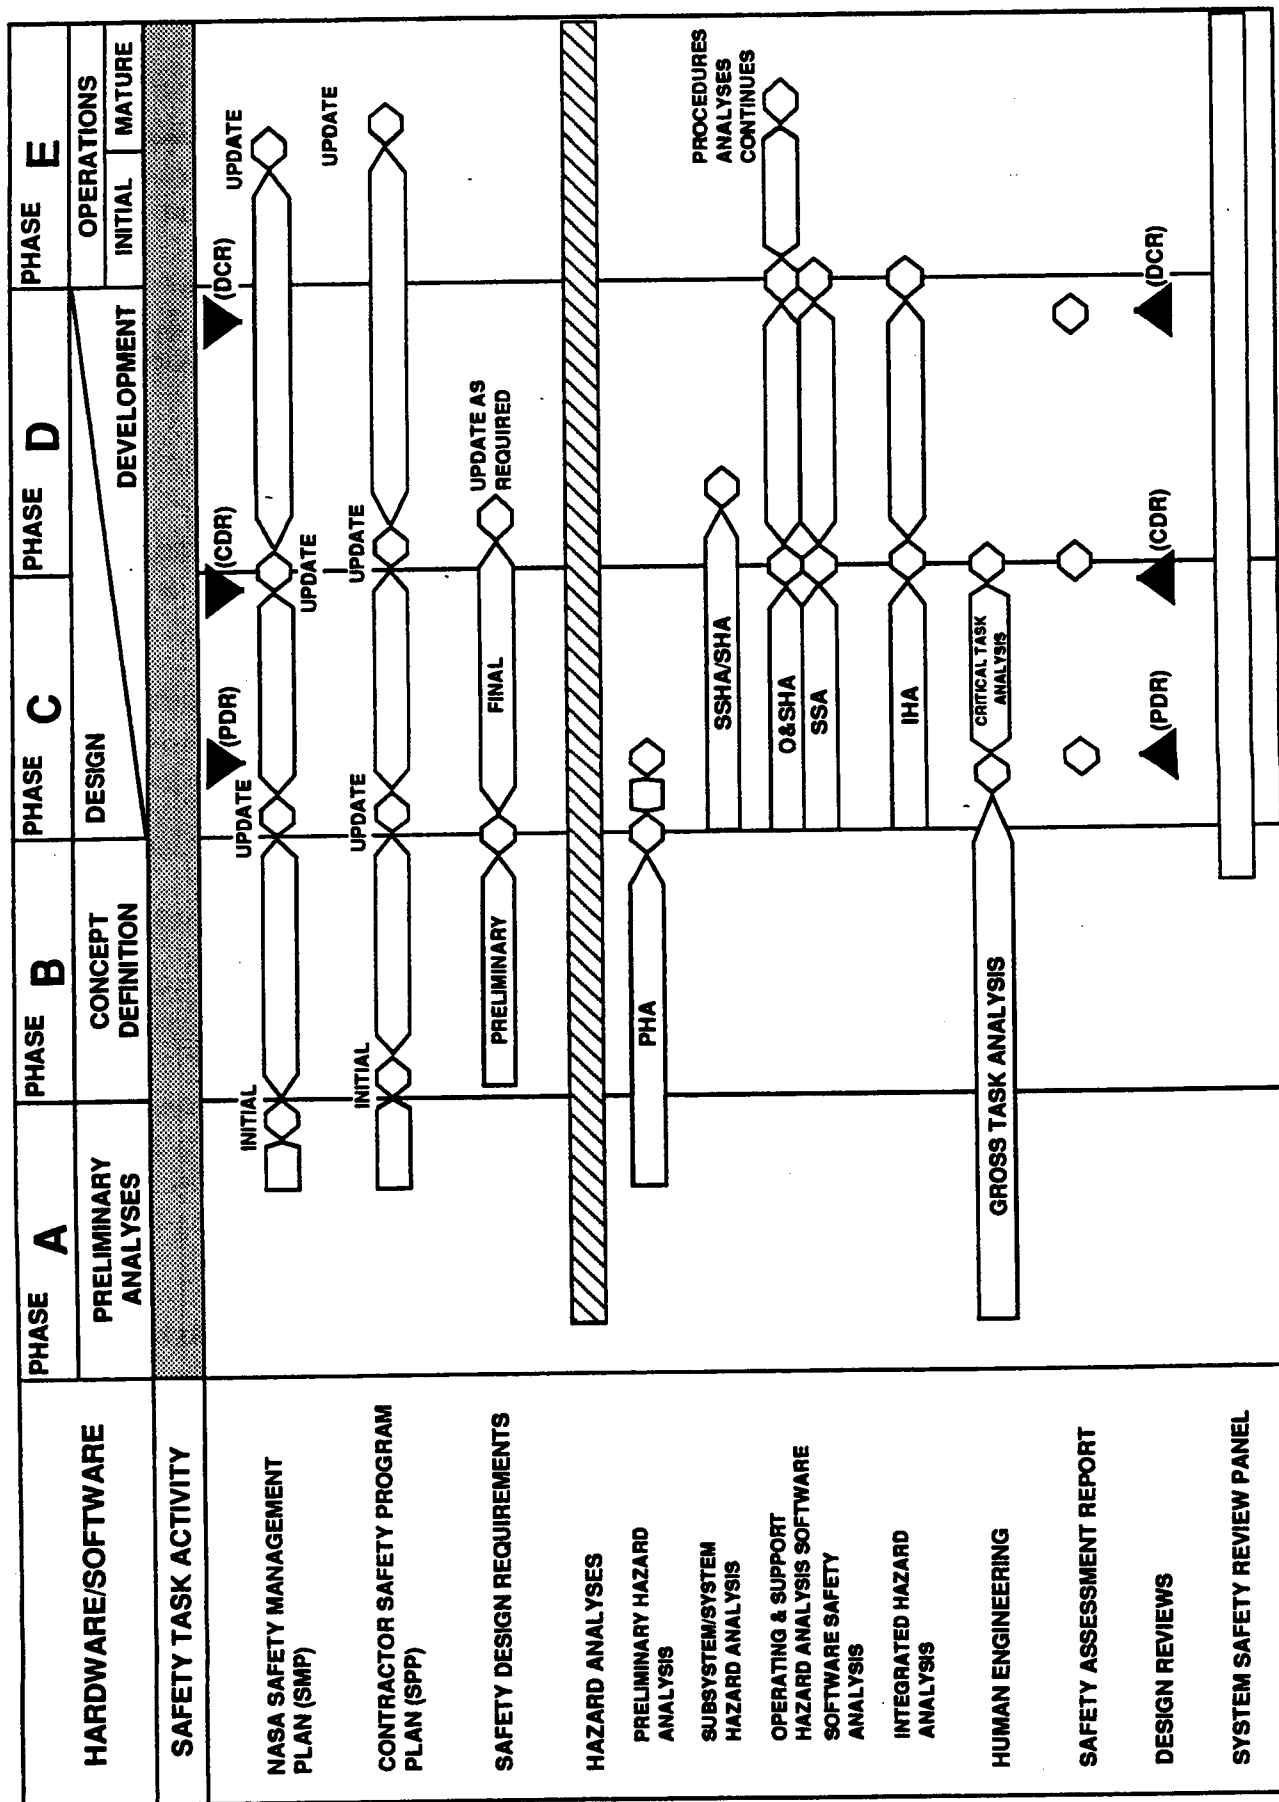 HARDWARE/SOFTWARE
PHASE A
PHASE B
PHASE C
PHASE D
PHASE E
PRELIMINARY
ANALYSES
CONCEPT
DEFINITION
DESIGN
DEVELOPMENT
OPERATIONS
INITIAL
MATURE
SAFETY TASK ACTIVITY
(PDR)
(CDR)
(DCR)
NASA SAFETY MANAGEMENT
PLAN (SMP)
INITIAL
UPDATE
UPDATE
UPDATE
CONTRACTOR SAFETY PROGRAM
PLAN (SPP)
INITIAL
UPDATE
UPDATE
UPDATE
SAFETY DESIGN REQUIREMENTS
PRELIMINARY
FINAL
UPDATE AS
REQUIRED
HAZARD ANALYSES
PRELIMINARY HAZARD
ANALYSIS
PHA
SUBSYSTEM/SYSTEM
HAZARD ANALYSIS
SSHA/SHA
PROCEDURES
ANALYSES
CONTINUES
OPERATING & SUPPORT
HAZARD ANALYSIS SOFTWARE
SOFTWARE SAFETY
ANALYSIS
O&SHA
SSA
INTEGRATED HAZARD
ANALYSIS
IHA
HUMAN ENGINEERING
GROSS TASK ANALYSIS
CRITICAL TASK
ANALYSIS
SAFETY ASSESSMENT REPORT
DESIGN REVIEWS
(PDR)
(CDR)
(DCR)
SYSTEM SAFETY REVIEW PANEL